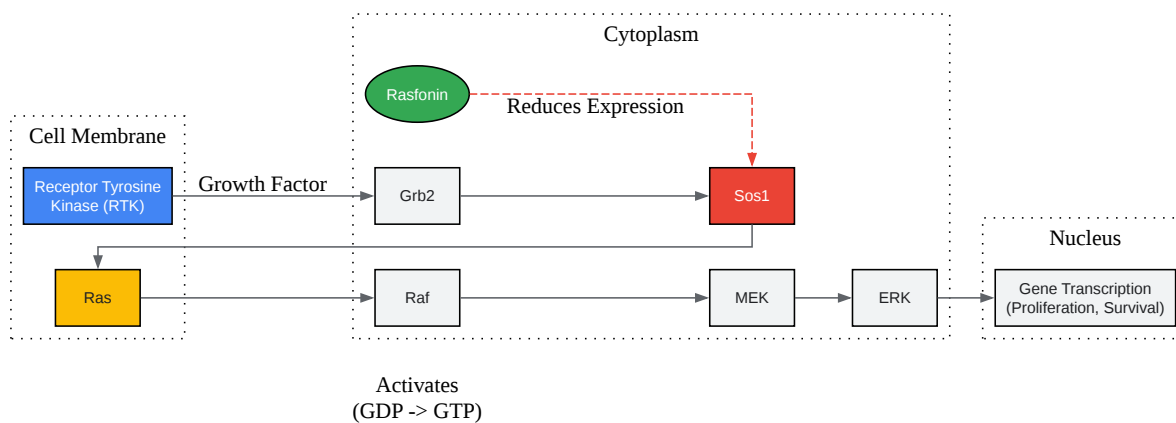 Cytoplasm
Rasfonin
Reduces Expression
Cell Membrane
Receptor Tyrosine
Kinase (RTK)
Growth Factor
Grb2
Sos1
Nucleus
Ras
Raf
MEK
ERK
Gene Transcription
(Proliferation, Survival)
Activates
(GDP -> GTP)